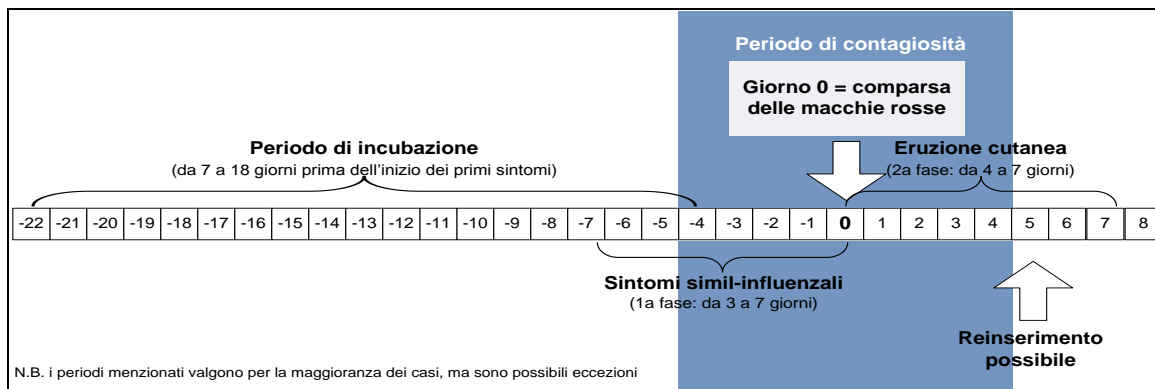 Periodo di contagiosità
Giorno 0 = comparsa
delle macchie rosse
Periodo di incubazione
(da 7 a 18 giorni prima dell'inizio dei primi sintomi)
Eruzione cutanea
(2a fase: da 4 a 7 giorni)
-22 -21 -20 -19 -18 -17 -16 -15 -14 -13 -12 -11 -10 -9 -8 -7 -6 -5 -4 -3 -2 -1 0 1 2 3 4 5 6 7 8
Sintomi simil-influenzali
(1a fase: da 3 a 7 giorni)
Reinserimento
possibile
N.B. i periodi menzionati valgono per la maggioranza dei casi, ma sono possibili eccezioni